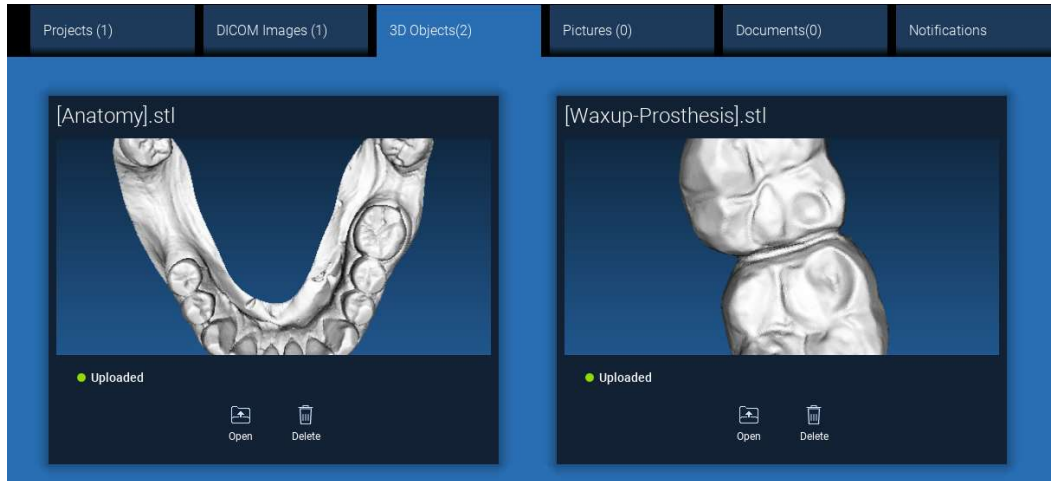 Projects (1)
DICOM Images (1)
3D Objects(2)
Pictures (0)
Documents(0)
Notifications
[Anatomy].stl
Uploaded
Open
Delete
[Waxup-Prosthesis].stl
Uploaded
Open
Delete